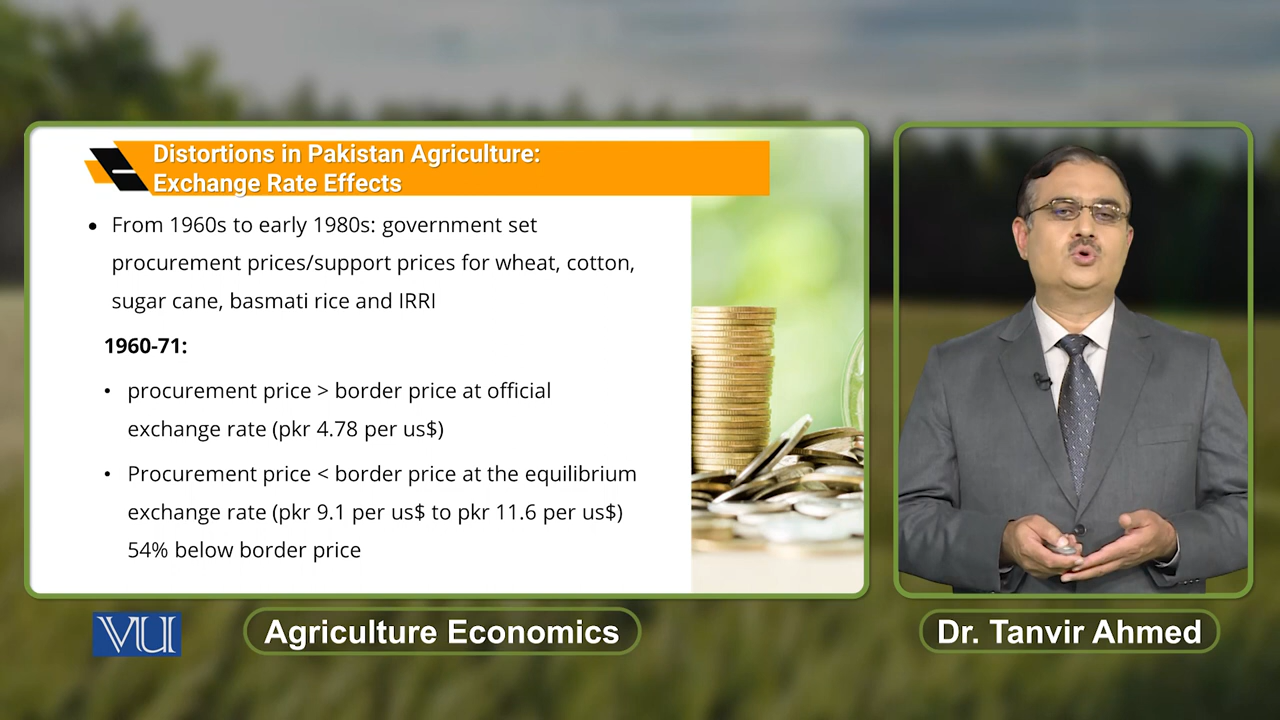 Distortions in Pakistan Agriculture:
Exchange Rate Effects
• From 1960s to early 1980s: government set
procurement prices/support prices for wheat, cotton,
sugar cane, basmati rice and IRRI
1960-71:
• procurement price > border price at official
exchange rate (pkr 4.78 per us$)
• Procurement price < border price at the equilibrium
exchange rate (pkr 9.1 per us$ to pkr 11.6 per us$)
54% below border price
VU
Agriculture Economics
Dr. Tanvir Ahmed